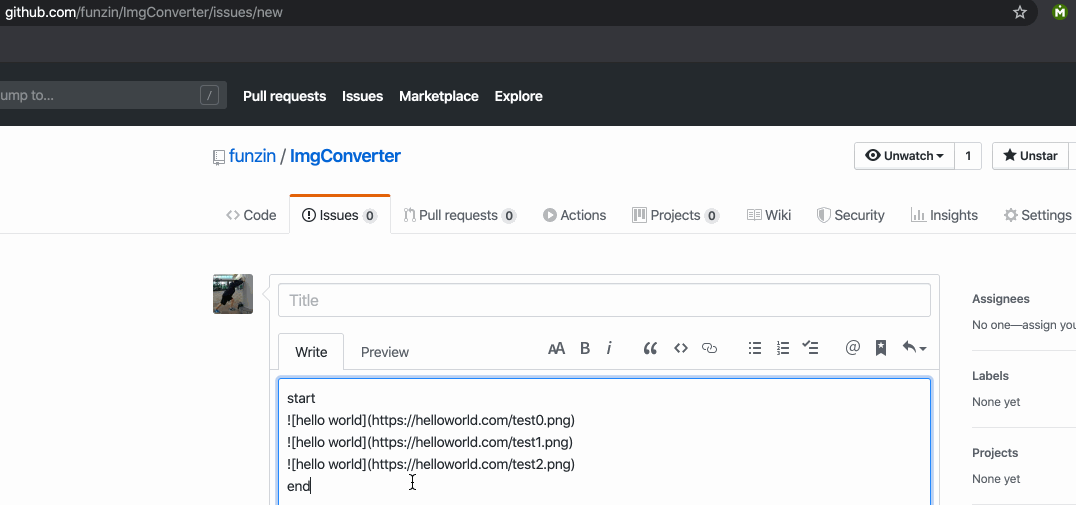 github.com/funzin/ImgConverter/issues/new
ump to... /
Pull requests Issues Marketplace Explore
funzin / ImgConverter
Unwatch 1 Unstar
Code Issues 0 Pull requests 0 Actions Projects 0 Wiki Security Insights Settings
Title
Assignees
No one—assign you
Write Preview AA B i
Labels
None yet
start
![hello world](https://helloworld.com/test0.png)
![hello world](https://helloworld.com/test1.png)
![hello world](https://helloworld.com/test2.png)
end
Projects
None yet